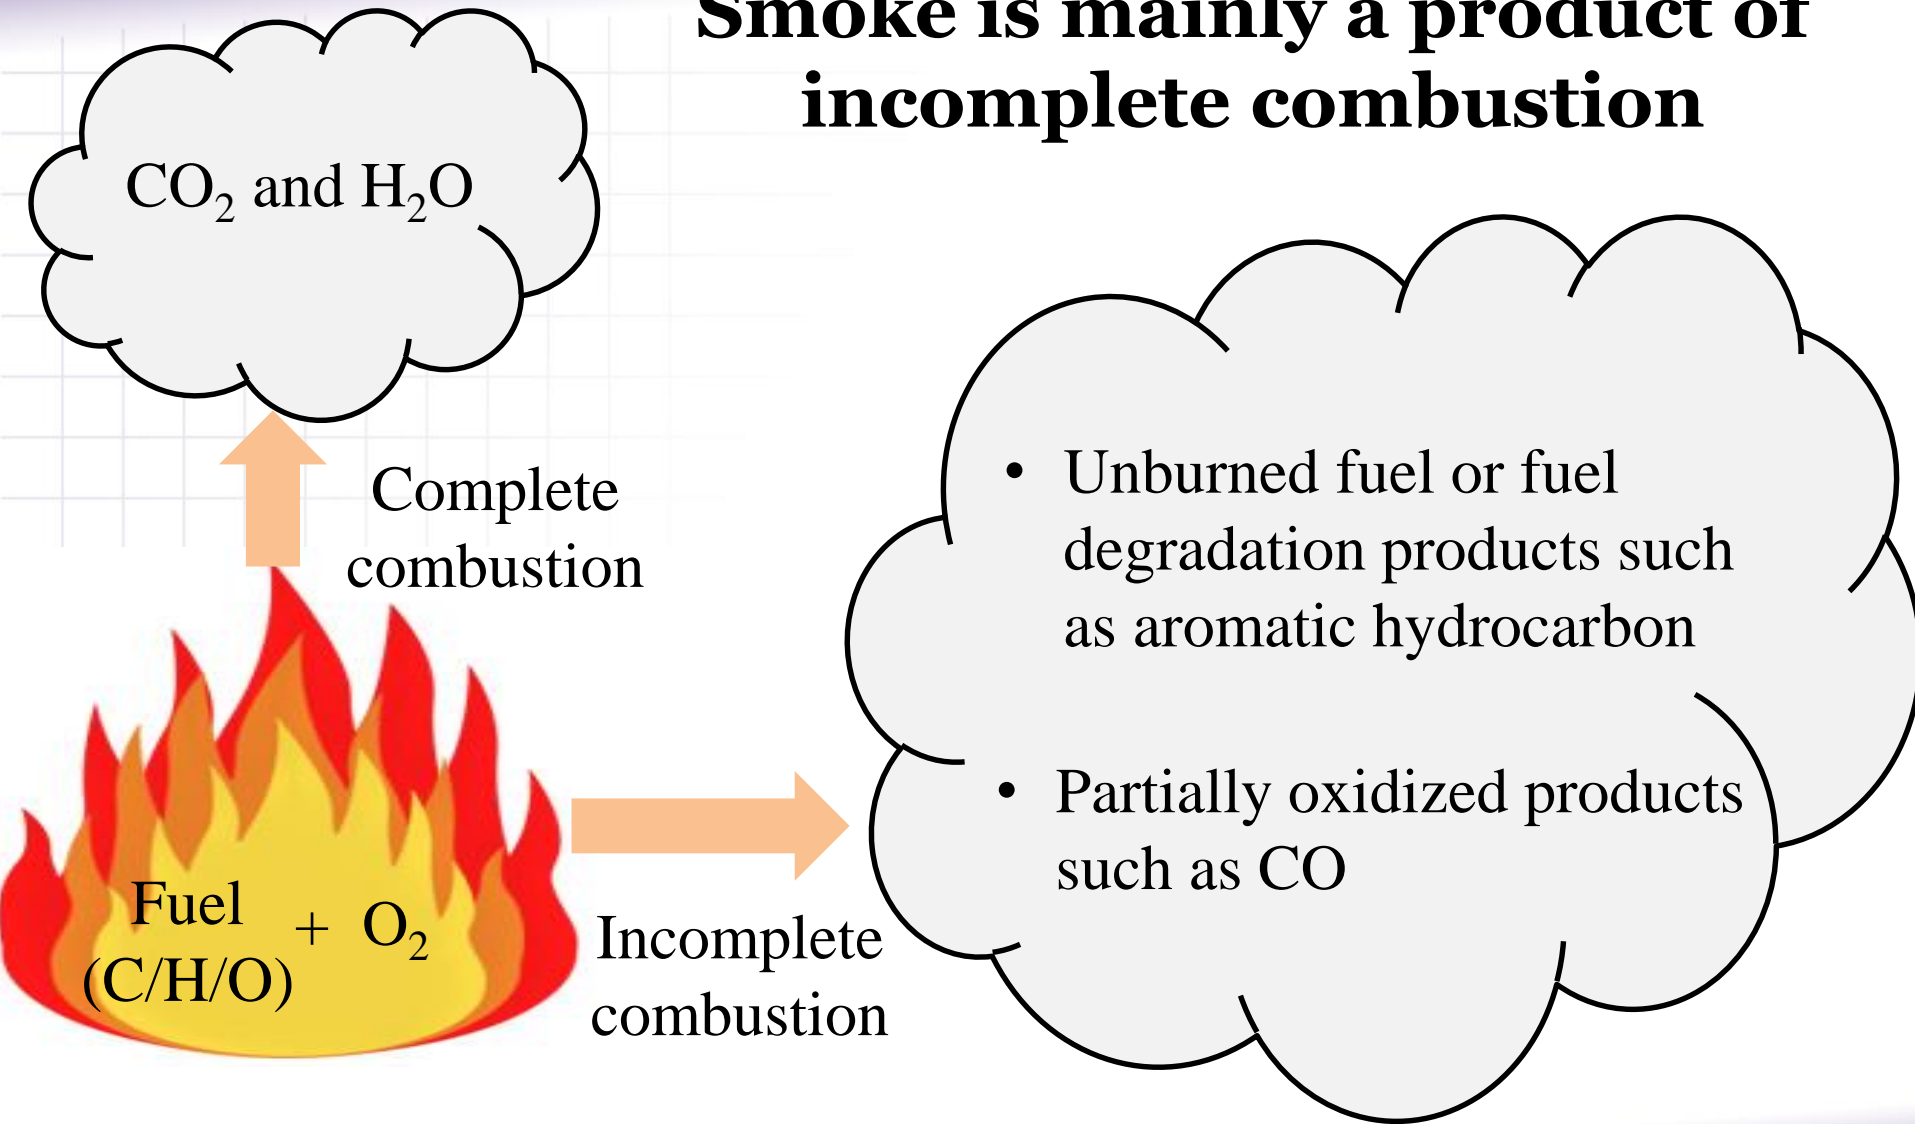 Smoke is mainly a product of
incomplete combustion
CO₂ and H₂O
Complete
combustion
• Unburned fuel or fuel
degradation products such
as aromatic hydrocarbon
• Partially oxidized products
such as CO
Fuel
(C/H/O)
+ O₂
Incomplete
combustion